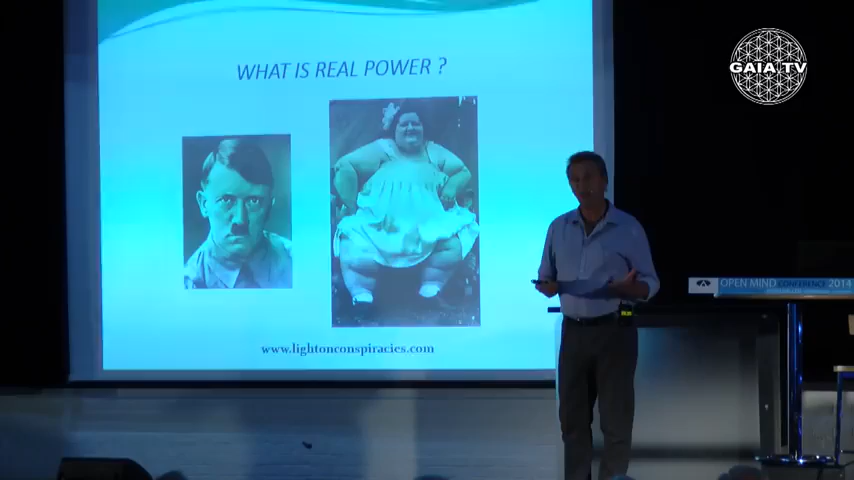 WHAT IS REAL POWER ?
GAIA TV
OPEN MIND CONFERENCE 2014
www.lightonconspiracies.com